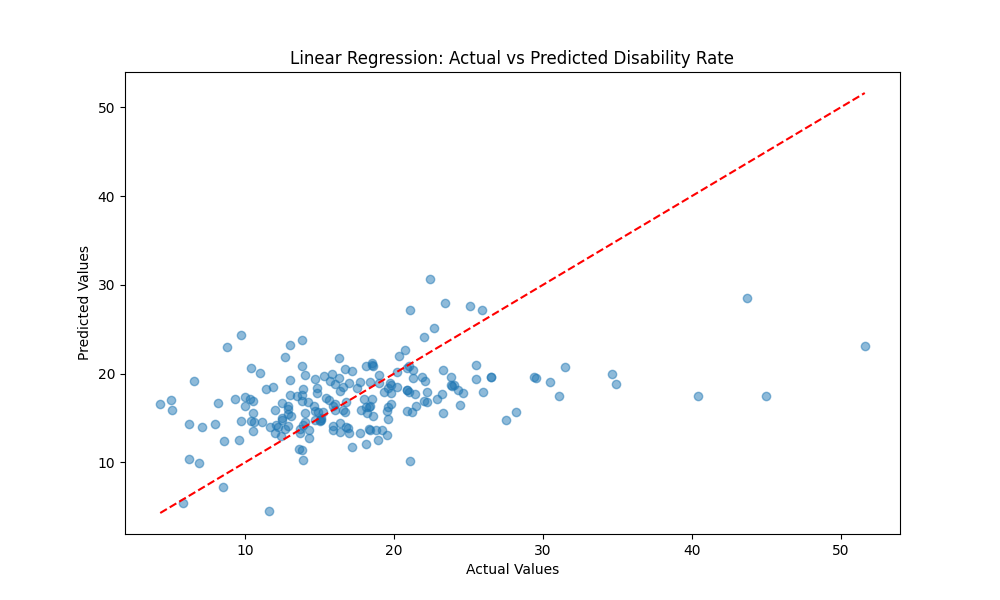 Linear Regression: Actual vs Predicted Disability Rate
50
40
30
20
10
Predicted Values
10 20 30 40 50
Actual Values